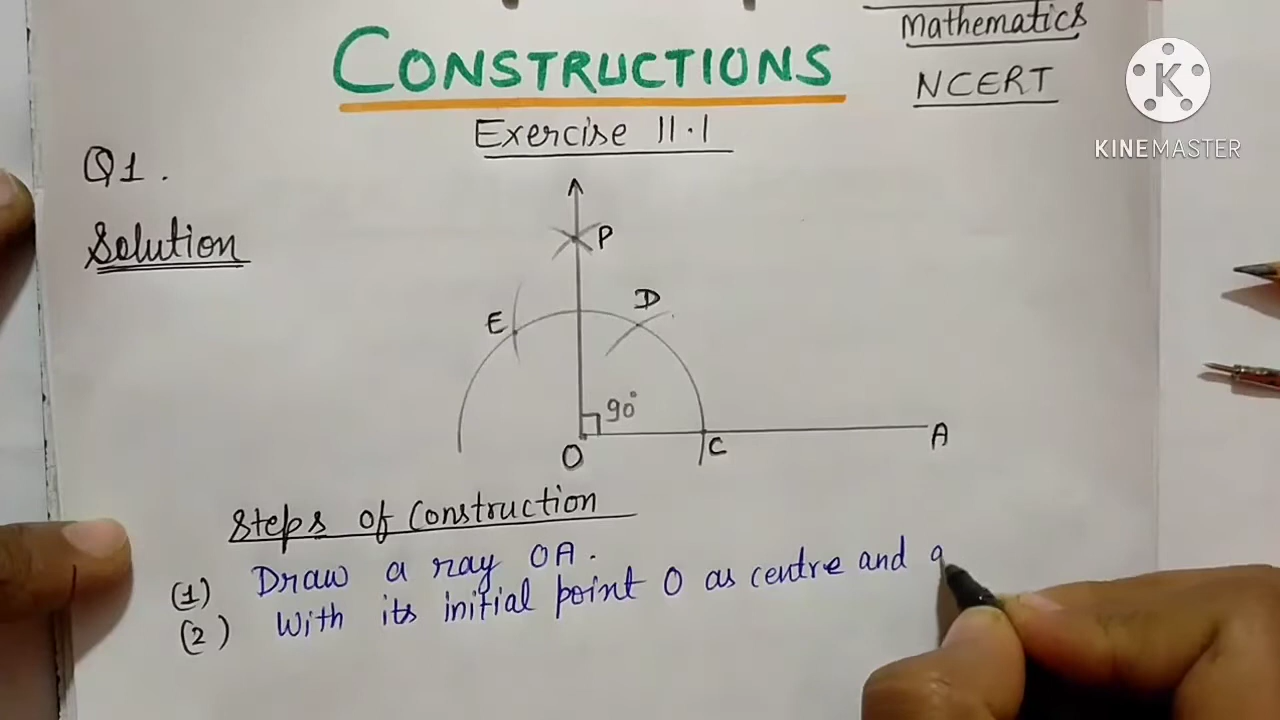 Mathematics
CONSTRUCTIONS
NCERT
KINEMASTER
Exercise 11.1
Q1.
Solution
P
E
D
90°
O
C
A
Steps of Construction
(1) Draw a ray OA.
(2) With its initial point O as centre and